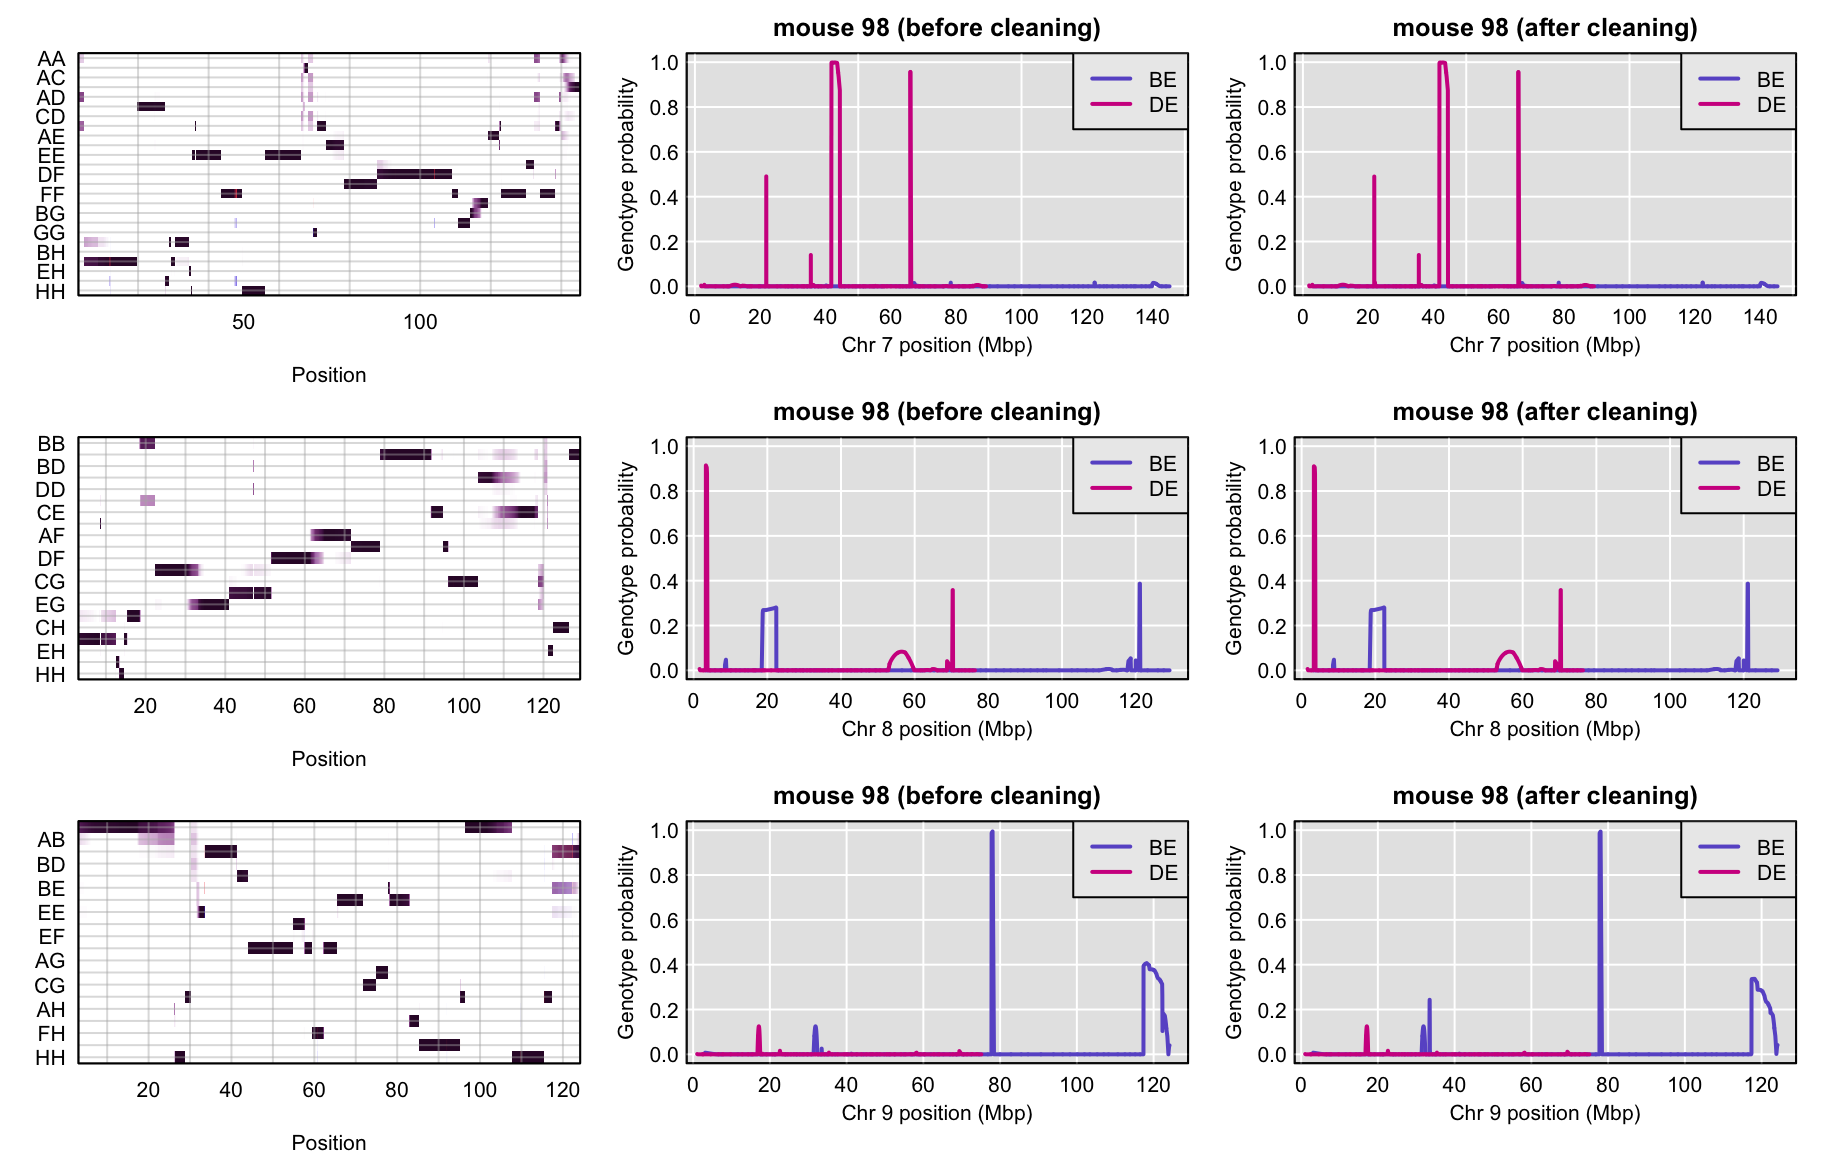 AA
AC
AD
CD
AE
EE
DF
FF
BG
GG
BH
EH
HH
50 100
Position
mouse 98 (before cleaning)
Genotype probability
1.0
0.8
0.6
0.4
0.2
0.0
BE
DE
0 20 40 60 80 100 120 140
Chr 7 position (Mbp)
mouse 98 (after cleaning)
Genotype probability
1.0
0.8
0.6
0.4
0.2
0.0
BE
DE
0 20 40 60 80 100 120 140
Chr 7 position (Mbp)
BB
BD
DD
CE
AF
DF
CG
EG
CH
EH
HH
20 40 60 80 100 120
Position
mouse 98 (before cleaning)
Genotype probability
1.0
0.8
0.6
0.4
0.2
0.0
BE
DE
0 20 40 60 80 100 120
Chr 8 position (Mbp)
mouse 98 (after cleaning)
Genotype probability
1.0
0.8
0.6
0.4
0.2
0.0
BE
DE
0 20 40 60 80 100 120
Chr 8 position (Mbp)
AB
BD
BE
EE
EF
AG
CG
AH
FH
HH
20 40 60 80 100 120
Position
mouse 98 (before cleaning)
Genotype probability
1.0
0.8
0.6
0.4
0.2
0.0
BE
DE
0 20 40 60 80 100 120
Chr 9 position (Mbp)
mouse 98 (after cleaning)
Genotype probability
1.0
0.8
0.6
0.4
0.2
0.0
BE
DE
0 20 40 60 80 100 120
Chr 9 position (Mbp)